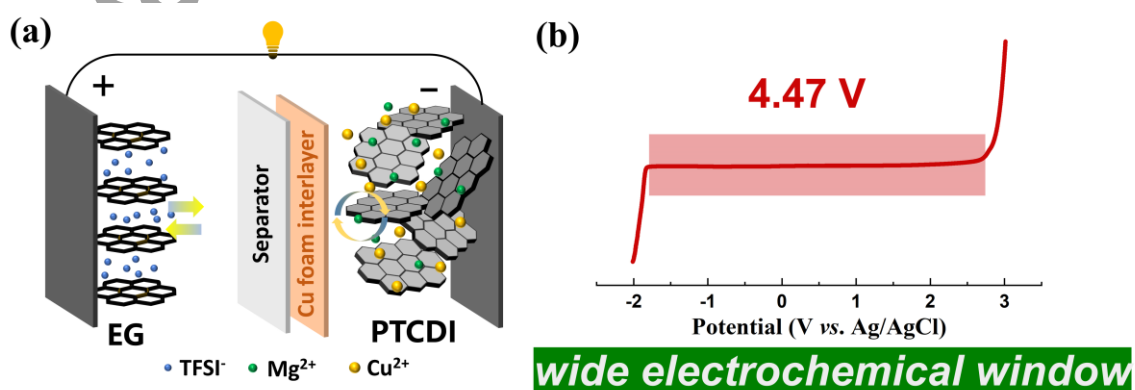 (a)
+
−
Separator
Cu foam interlayer
EG
PTCDI
TFSI⁻ Mg²⁺ Cu²⁺
(b)
4.47 V
-2 -1 0 1 2 3
Potential (V vs. Ag/AgCl)
wide electrochemical window